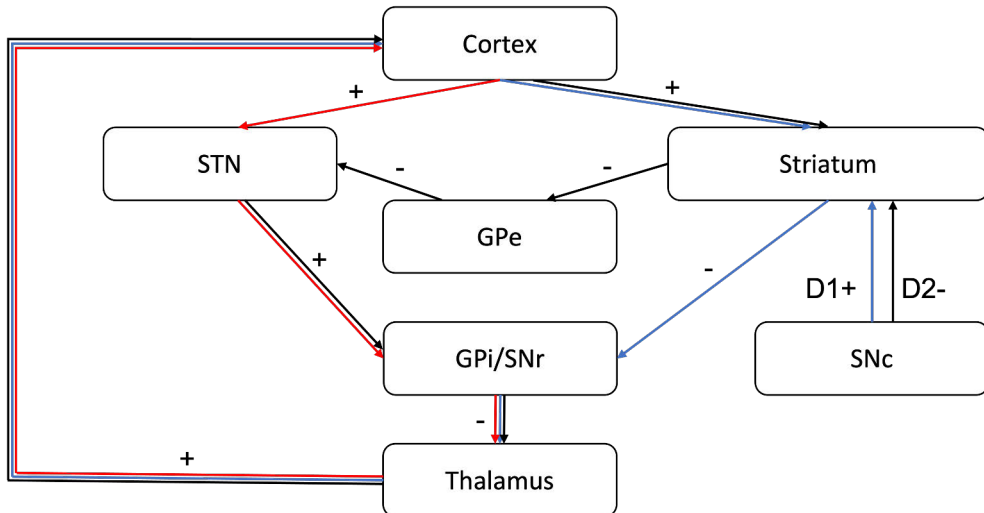 Cortex
+
+
STN
-
-
Striatum
GPe
+
-
D1+
D2-
GPi/SNr
SNc
-
+
Thalamus